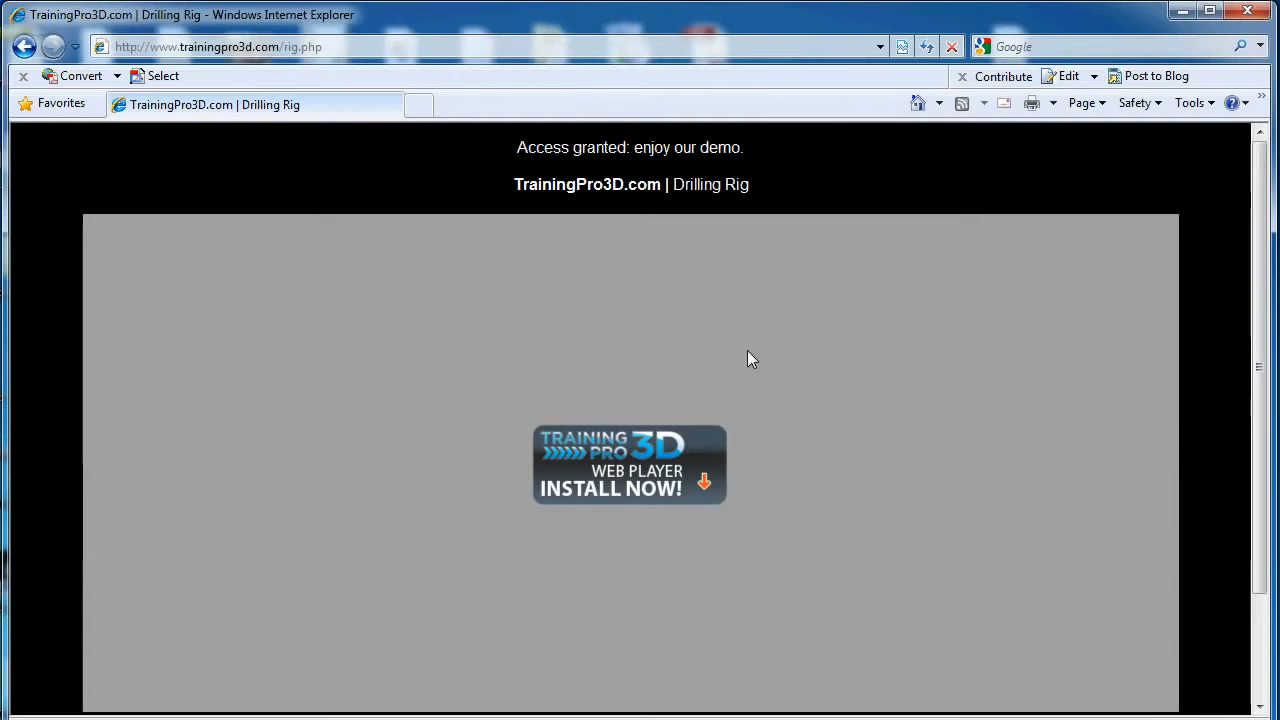 TrainingPro3D.com | Drilling Rig - Windows Internet Explorer
http://www.trainingpro3d.com/rig.php
Google
Convert
Select
Contribute
Edit
Post to Blog
Favorites
TrainingPro3D.com | Drilling Rig
Page
Safety
Tools
Access granted: enjoy our demo.
TrainingPro3D.com | Drilling Rig
TRAINING
PRO 3D
WEB PLAYER
INSTALL NOW!